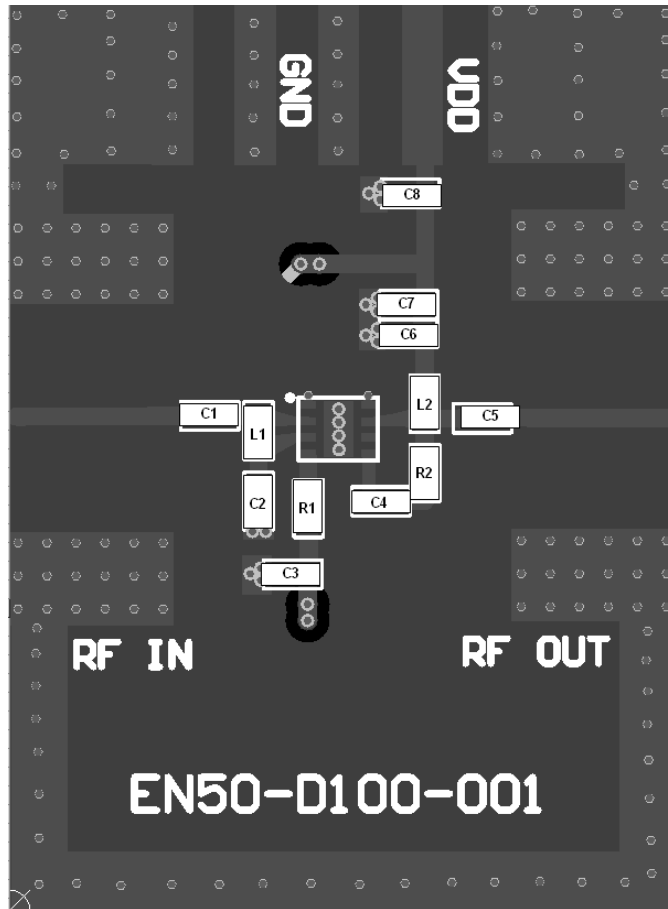 GND
VDD
C8
C7
C6
C1
L1
L2
C5
R2
C2
R1
C4
C3
RF IN
RF OUT
EN50-D100-001